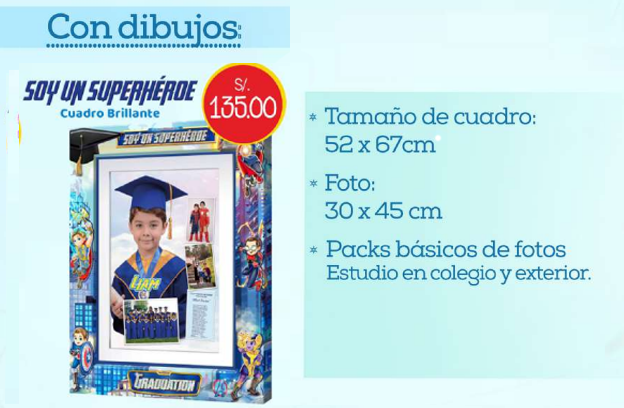 Con dibujos:
SOY UN SUPERHÉROE
Cuadro Brillante
S/.
135.00
SOY UN SUPERHÉROE
LIAM
GRADUATION
* Tamaño de cuadro:
52 x 67cm
* Foto:
30 x 45 cm
* Packs básicos de fotos
Estudio en colegio y exterior.